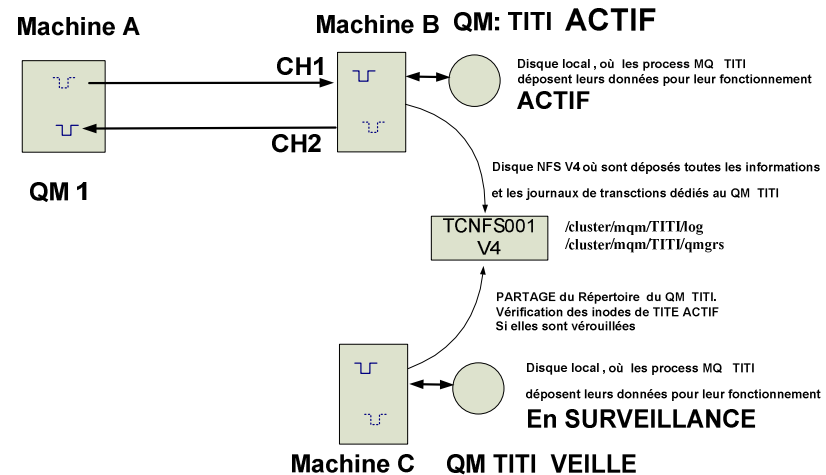 Machine A
Machine B QM: TITI ACTIF
CH1
Disque local, où les process MQ TITI
déposent leurs données pour leur fonctionnement
ACTIF
CH2
QM 1
Disque NFS V4 où sont déposés toutes les informations
et les journaux de transctions dédiés au QM TITI
TCNFS001
V4
/cluster/mqm/TITI/log
/cluster/mqm/TITI/qmgrs
PARTAGE du Répertoire du QM TITI.
Vérification des inodes de TITE ACTIF
Si elles sont vérouillées
Disque local, où les process MQ TITI
déposent leurs données pour leur fonctionnement
En SURVEILLANCE
Machine C QM TITI VEILLE